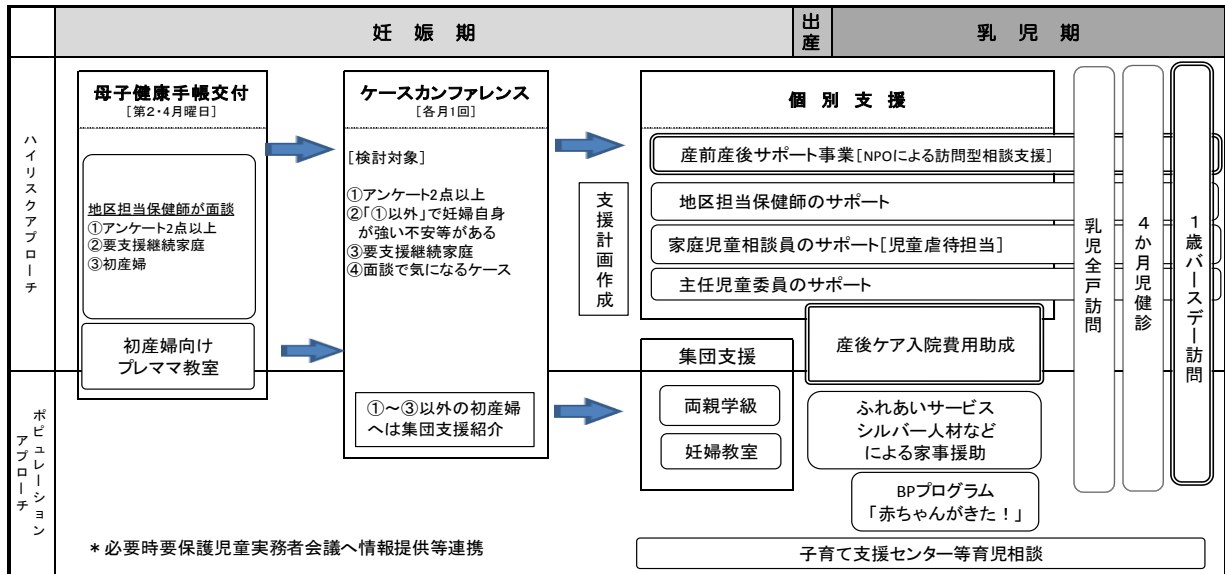 妊娠期
出産
乳児期
ハイリスクアプローチ
母子健康手帳交付
[第2・4月曜日]
地区担当保健師が面談
①アンケート2点以上
②要支援継続家庭
③初産婦
初産婦向け
プレママ教室
ケースカンファレンス
[各月1回]
[検討対象]
①アンケート2点以上
②「①以外」で妊婦自身
が強い不安等がある
③要支援継続家庭
④面談で気になるケース
①~③以外の初産婦
へは集団支援紹介
支援計画作成
個別支援
産前産後サポート事業[NPOによる訪問型相談支援]
地区担当保健師のサポート
家庭児童相談員のサポート[児童虐待担当]
主任児童委員のサポート
産後ケア入院費用助成
集団支援
両親学級
妊婦教室
ふれあいサービス
シルバー人材など
による家事援助
BPプログラム
「赤ちゃんがきた！」
乳児全戸訪問
4か月児健診
1歳バースデー訪問
ポピュレーション
アプローチ
＊必要時要保護児童実務者会議へ情報提供等連携
子育て支援センター等育児相談